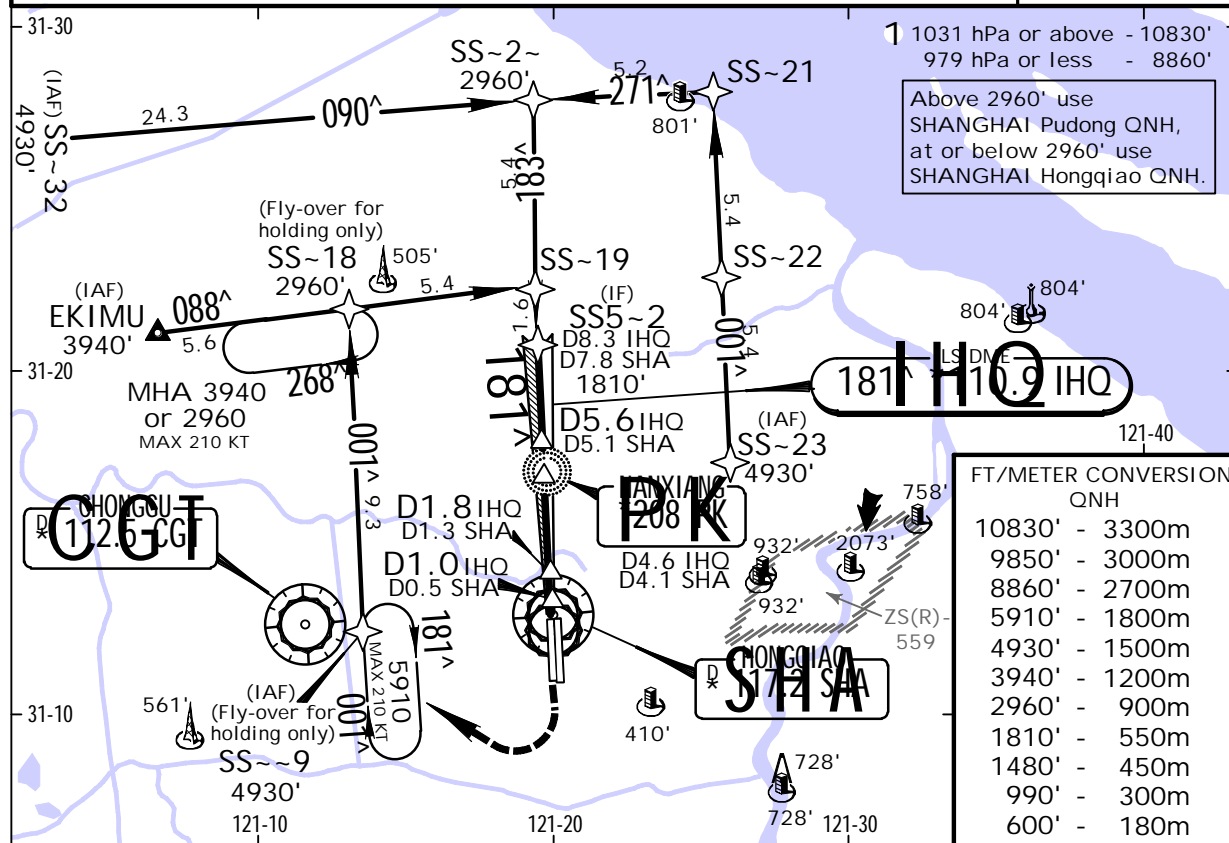 31-30
1 1031 hPa or above - 10830'
979 hPa or less - 8860'
Above 2960' use
SHANGHAI Pudong QNH,
at or below 2960' use
SHANGHAI Hongqiao QNH.
(IAF) SS~32
4930'
24.3
090^
SS~2~
2960'
5.2
271^
SS~21
801'
5.4
183^
(Fly-over for
holding only)
SS~18
2960'
505'
5.4
SS~19
5.4
SS~22
(IAF)
EKIMU
3940'
088^
5.6
1.6
(IF)
SS5~2
D8.3 IHQ
D7.8 SHA
1810'
001^
5.4
804'
804'
31-20
268^
MHA 3940
or 2960
MAX 210 KT
181^
ILS DME
181^ *110.9 IHQ
IHQ
D5.6 IHQ
D5.1 SHA
(IAF)
SS~23
4930'
121-40
001^
9.3
CHONGGU
D
* 112.5 CGT
CGT
D1.8 IHQ
D1.3 SHA
D1.0 IHQ
D0.5 SHA
NANXIANG
*208 PK
PK
D4.6 IHQ
D4.1 SHA
932'
932'
2073'
758'
ZS(R)-
559
FT/METER CONVERSION
QNH
10830' - 3300m
9850' - 3000m
8860' - 2700m
5910' - 1800m
4930' - 1500m
3940' - 1200m
2960' - 900m
1810' - 550m
1480' - 450m
990' - 300m
600' - 180m
181^
5910
MAX 210 KT
001^
HONGQIAO
D
* 117.2 SHA
SHA
31-10
561'
(IAF)
(Fly-over for
holding only)
SS~~9
4930'
410'
728'
728'
121-10
121-20
121-30